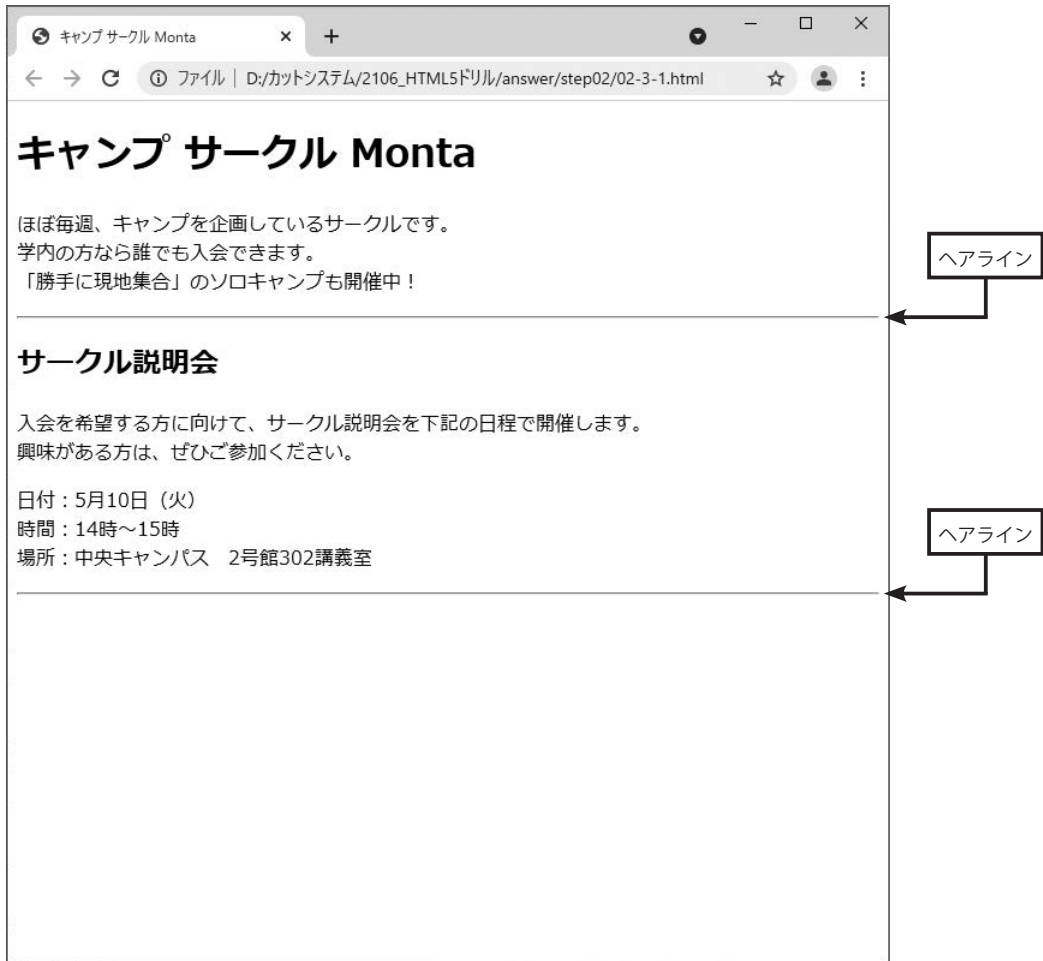 キャンプ サークル Monta
ファイル | D:/カットシステム/2106_HTML5ドリル/answer/step02/02-3-1.html
キャンプ サークル Monta
ほぼ毎週、キャンプを企画しているサークルです。
学内の方なら誰でも入会できます。
「勝手に現地集合」のソロキャンプも開催中！
ヘアライン
サークル説明会
入会を希望する方に向けて、サークル説明会を下記の日程で開催します。
興味がある方は、ぜひご参加ください。
日付：5月10日（火）
時間：14時～15時
場所：中央キャンパス　2号館302講義室
ヘアライン